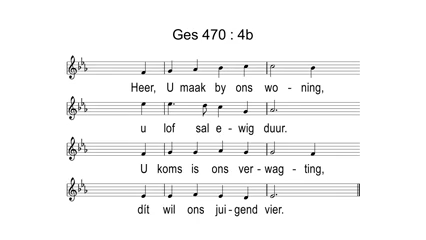 Ges 470 : 4b
Heer, U maak by ons wo - ning,
u lof sal e - wig duur.
U koms is ons ver - wag - ting,
dít wil ons jui - gend vier.